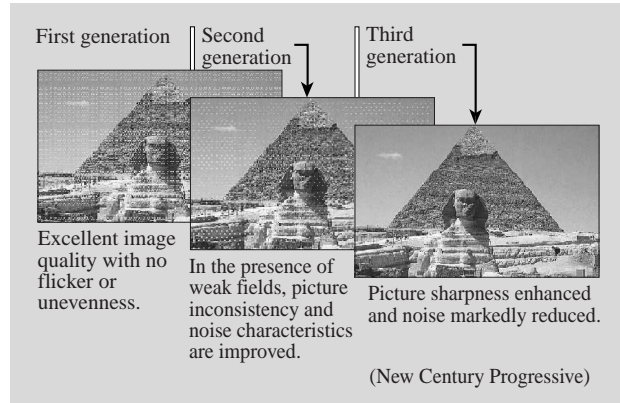 First generation
Second
generation
Third
generation
Excellent image
quality with no
flicker or
unevenness.
In the presence of
weak fields, picture
inconsistency and
noise characteristics
are improved.
Picture sharpness enhanced
and noise markedly reduced.
(New Century Progressive)